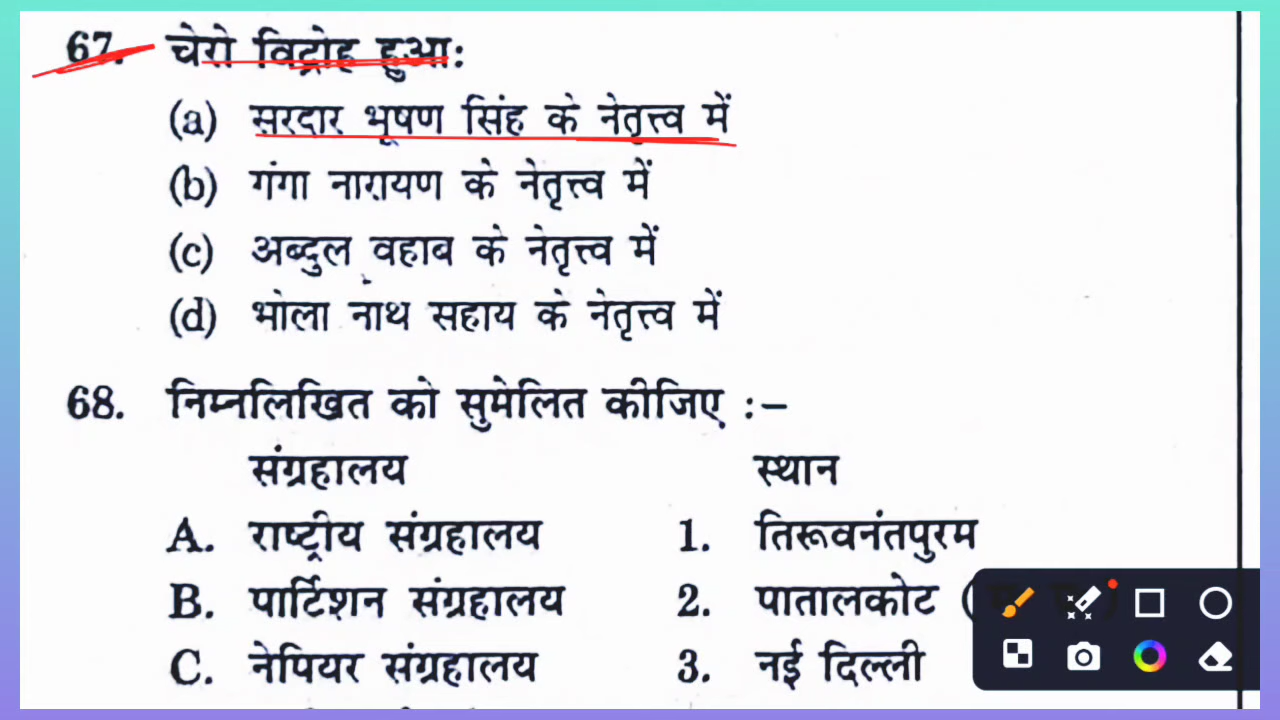 67. चेरो विद्रोह हुआ:
(a) सरदार भूषण सिंह के नेतृत्त्व में
(b) गंगा नारायण के नेतृत्त्व में
(c) अब्दुल वहाब के नेतृत्त्व में
(d) भोला नाथ सहाय के नेतृत्त्व में
68. निम्नलिखित को सुमेलित कीजिए :–
संग्रहालय स्थान
A. राष्ट्रीय संग्रहालय 1. तिरूवनंतपुरम
B. पार्टिशन संग्रहालय 2. पातालकोट (
C. नेपियर संग्रहालय 3. नई दिल्ली